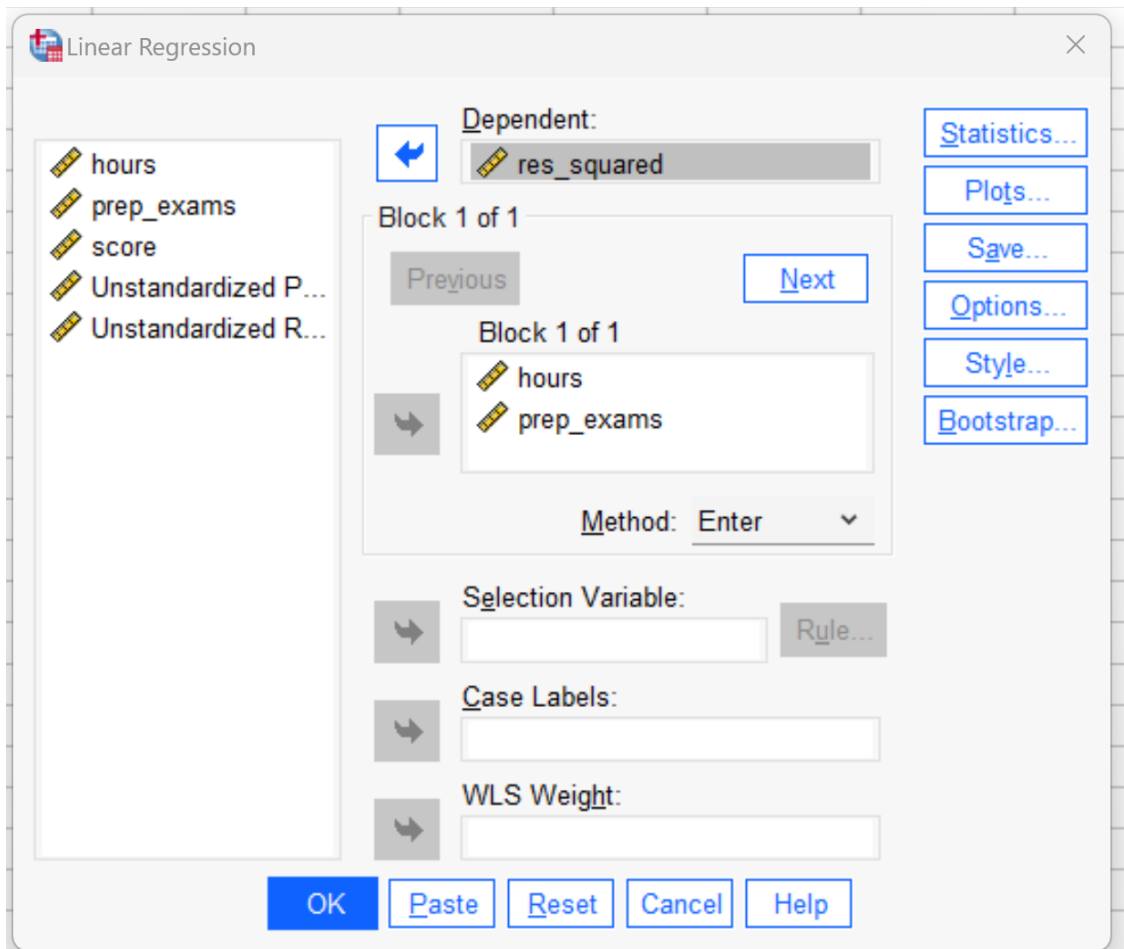 Linear Regression
hours
prep_exams
score
Unstandardized P...
Unstandardized R...
Dependent:
res_squared
Block 1 of 1
Previous
Next
Block 1 of 1
hours
prep_exams
Method: Enter
Selection Variable:
Rule...
Case Labels:
WLS Weight:
Statistics...
Plots...
Save...
Options...
Style...
Bootstrap...
OK Paste Reset Cancel Help